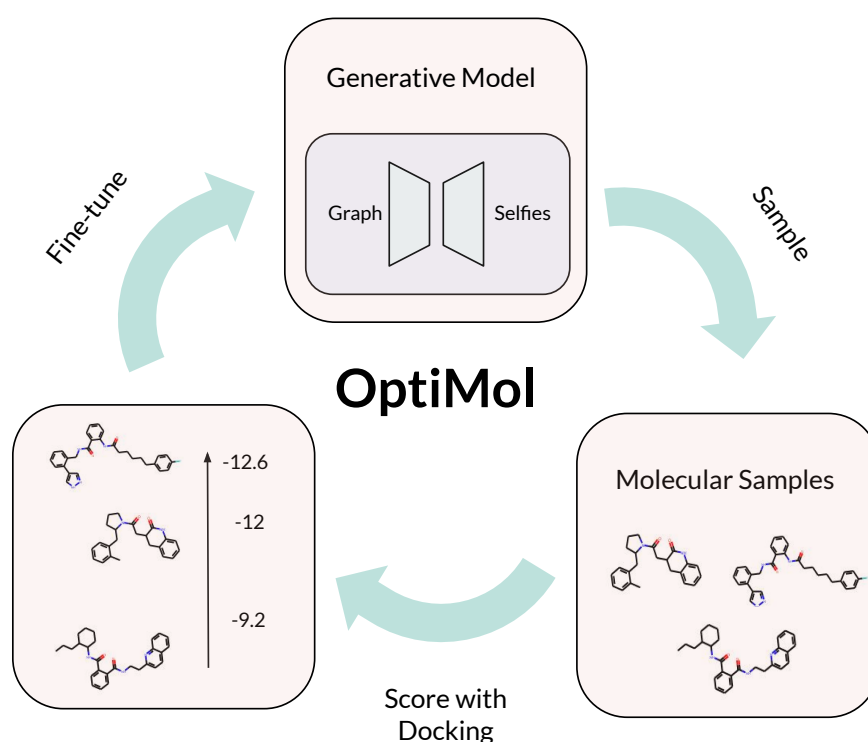 Generative Model
Graph
Selfies
Fine-tune
Sample
OptiMol
-12.6
-12
-9.2
Molecular Samples
Score with
Docking